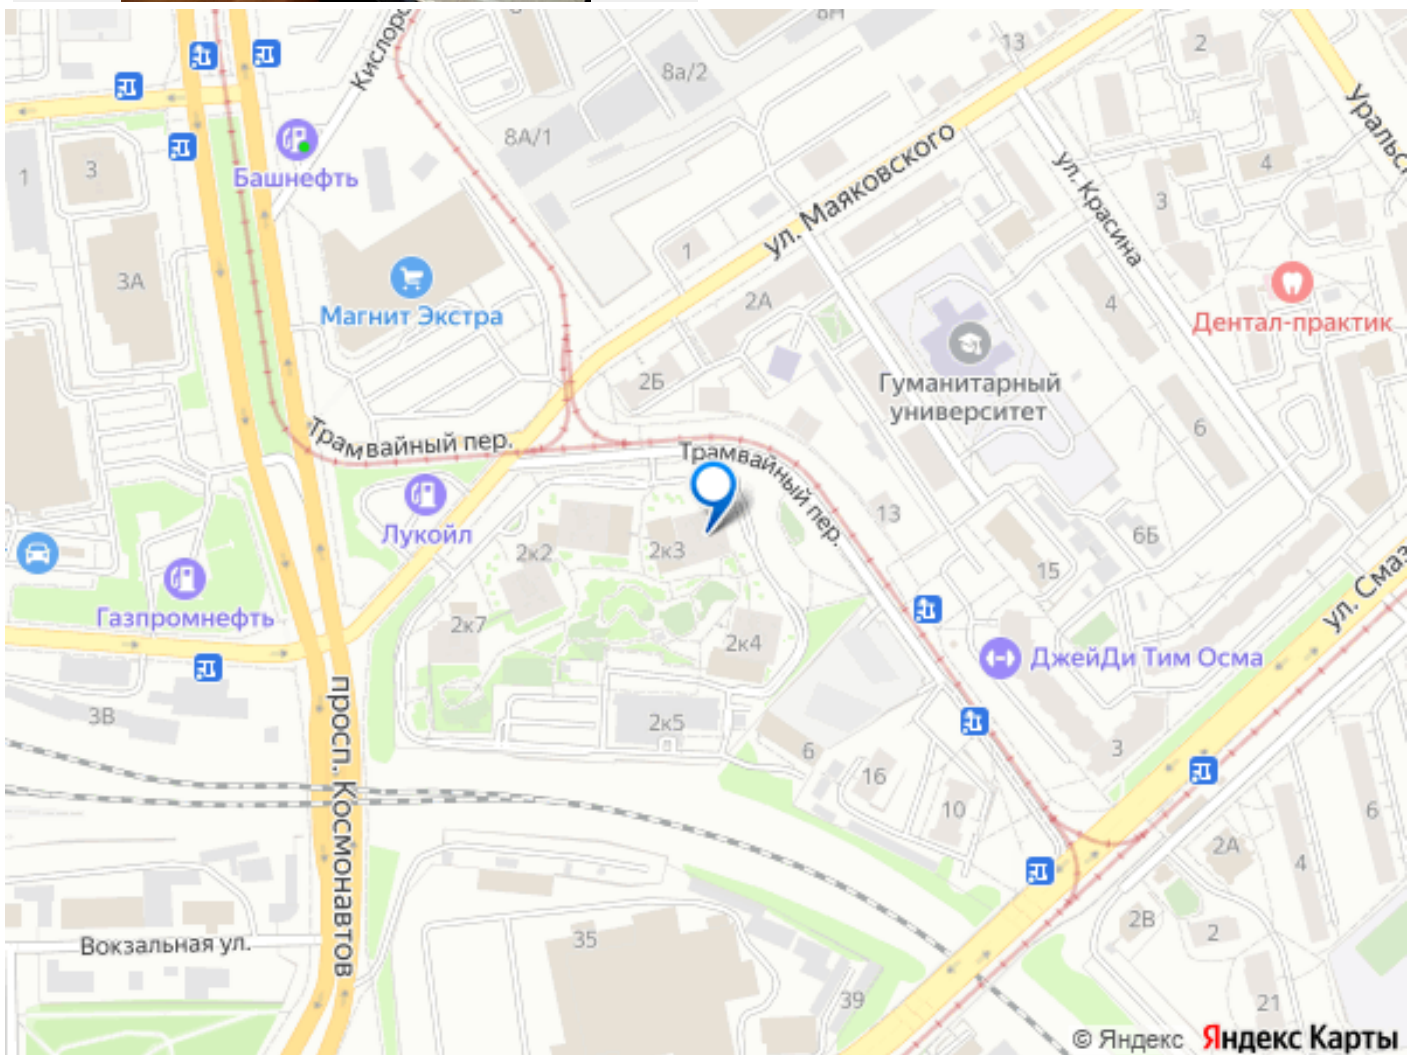 8Н
13
2
Кислоро
8а/2
8А/1
Уральск
1
3
Башнефть
ул. Маяковского
ул. Красина
4
3
3А
1
Магнит Экстра
2А
4
Дентал-практик
2Б
Гуманитарный
университет
6
Трамвайный пер.
Трамвайный пер.
Лукойл
13
2к2
2к3
6Б
15
ул. Смаз
Газпромнефть
2к7
2к4
ДжейДи Тим Осма
3В
просп. Космонавтов
2к5
6
3
16
10
6
2А
4
Вокзальная ул.
35
2В
2
39
21
© Яндекс Яндекс Карты